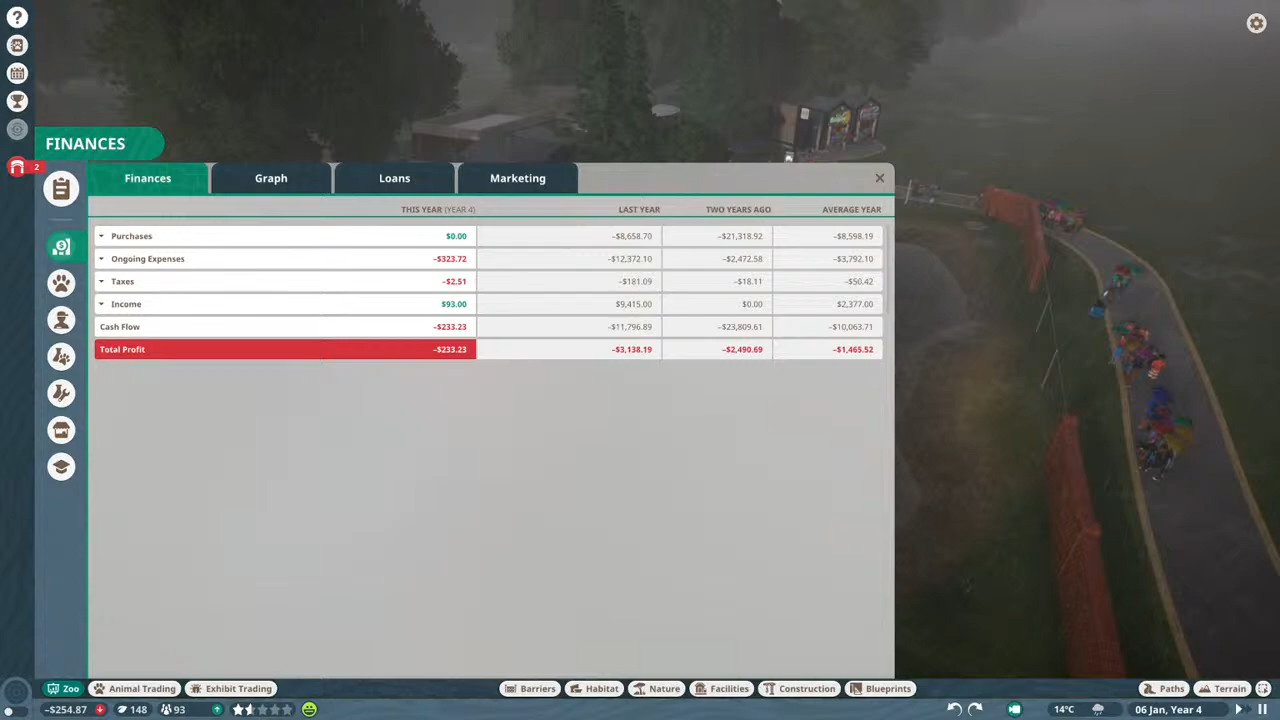 FINANCES
2
Finances Graph Loans Marketing
THIS YEAR (YEAR 4) LAST YEAR TWO YEARS AGO AVERAGE YEAR
Purchases $0.00 –$8,658.70 –$21,318.92 –$8,598.19
Ongoing Expenses –$323.72 –$12,372.10 –$2,472.58 –$3,792.10
Taxes –$2.51 –$181.09 –$18.11 –$50.42
Income $93.00 $9,415.00 $0.00 $2,377.00
Cash Flow –$233.23 –$11,796.89 –$23,809.61 –$10,063.71
Total Profit –$233.23 –$3,138.19 –$2,490.69 –$1,465.52
Zoo Animal Trading Exhibit Trading Barriers Habitat Nature Facilities Construction Blueprints Paths Terrain
–$254.87 148 93 14°C 06 Jan, Year 4